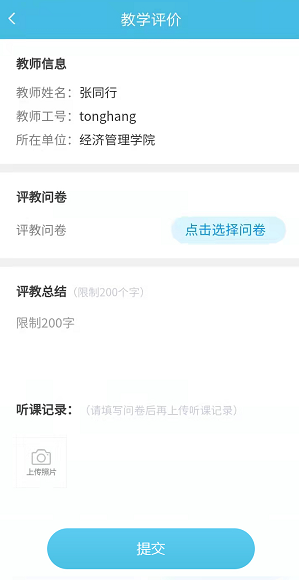 教学评价
教师信息
教师姓名：张同行
教师工号：tonghang
所在单位：经济管理学院
评教问卷
评教问卷 点击选择问卷
评教总结（限制200个字）
限制200字
听课记录：（请填写问卷后再上传听课记录）
上传照片
提交